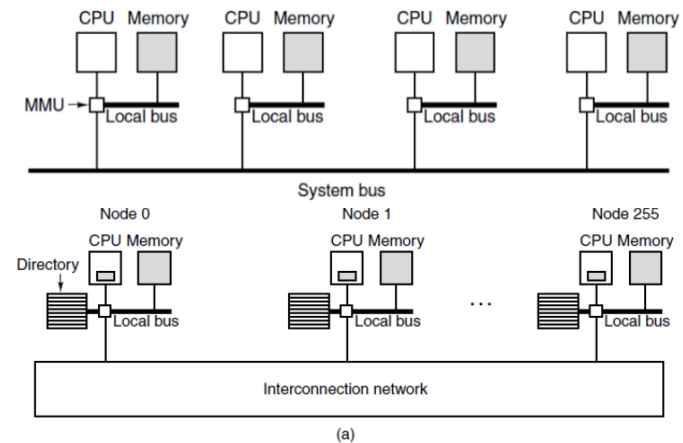 CPU Memory CPU Memory CPU Memory CPU Memory
MMU
Local bus Local bus Local bus Local bus
System bus
Node 0 Node 1 Node 255
CPU Memory CPU Memory CPU Memory
Directory
...
Local bus Local bus Local bus
Interconnection network
(a)